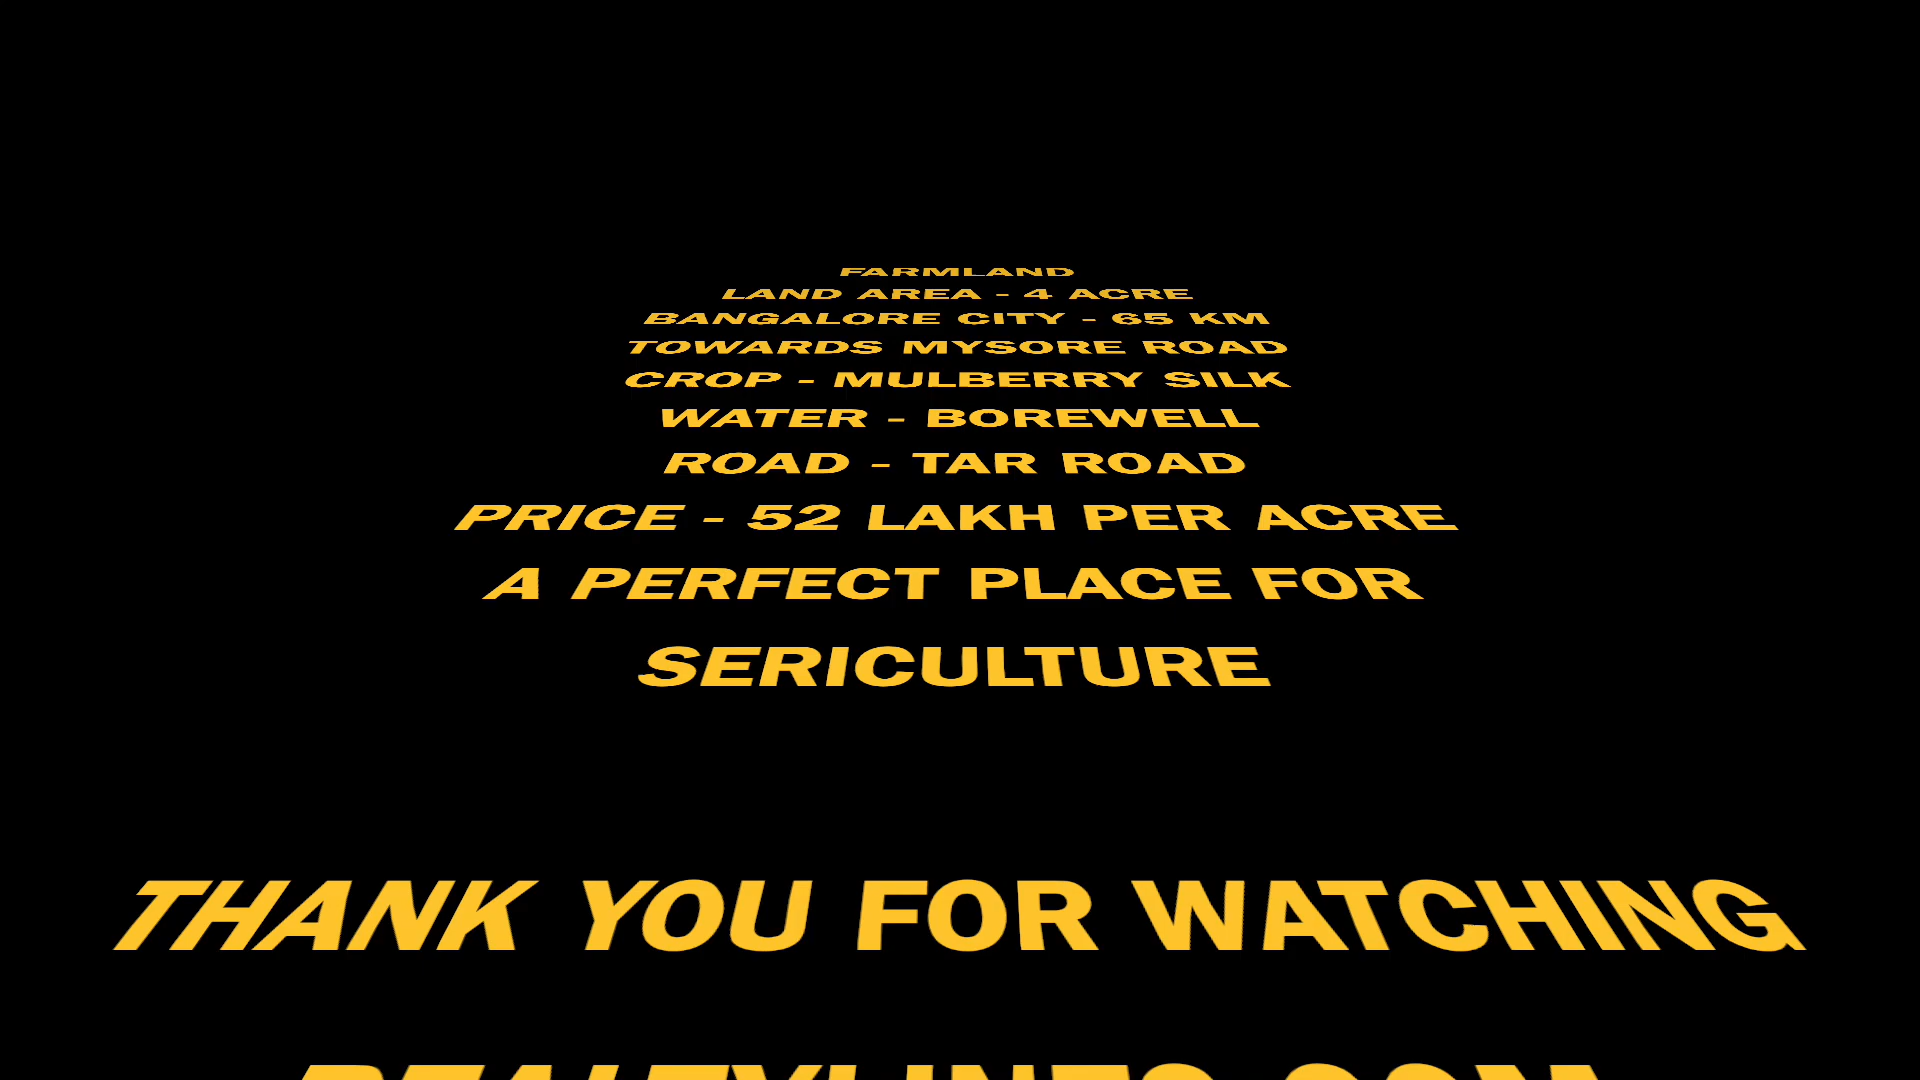 FARMLAND
LAND AREA - 4 ACRE
BANGALORE CITY - 65 KM
TOWARDS MYSORE ROAD
CROP - MULBERRY SILK
WATER - BOREWELL
ROAD - TAR ROAD
PRICE - 52 LAKH PER ACRE
A PERFECT PLACE FOR
SERICULTURE
THANK YOU FOR WATCHING